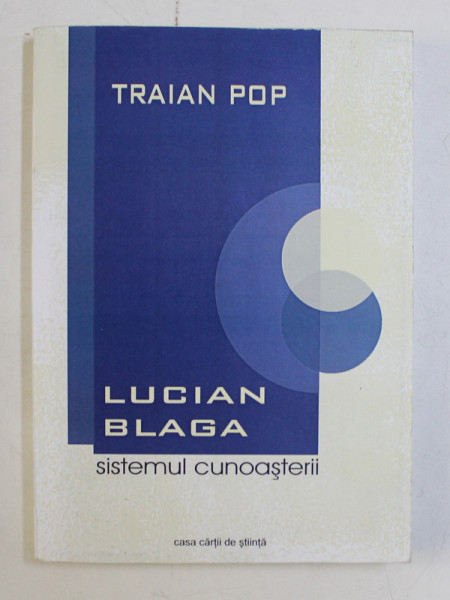 TRAIAN POP
LUCIAN
BLAGA
sistemul cunoaşterii
casa cărţii de ştiinţă